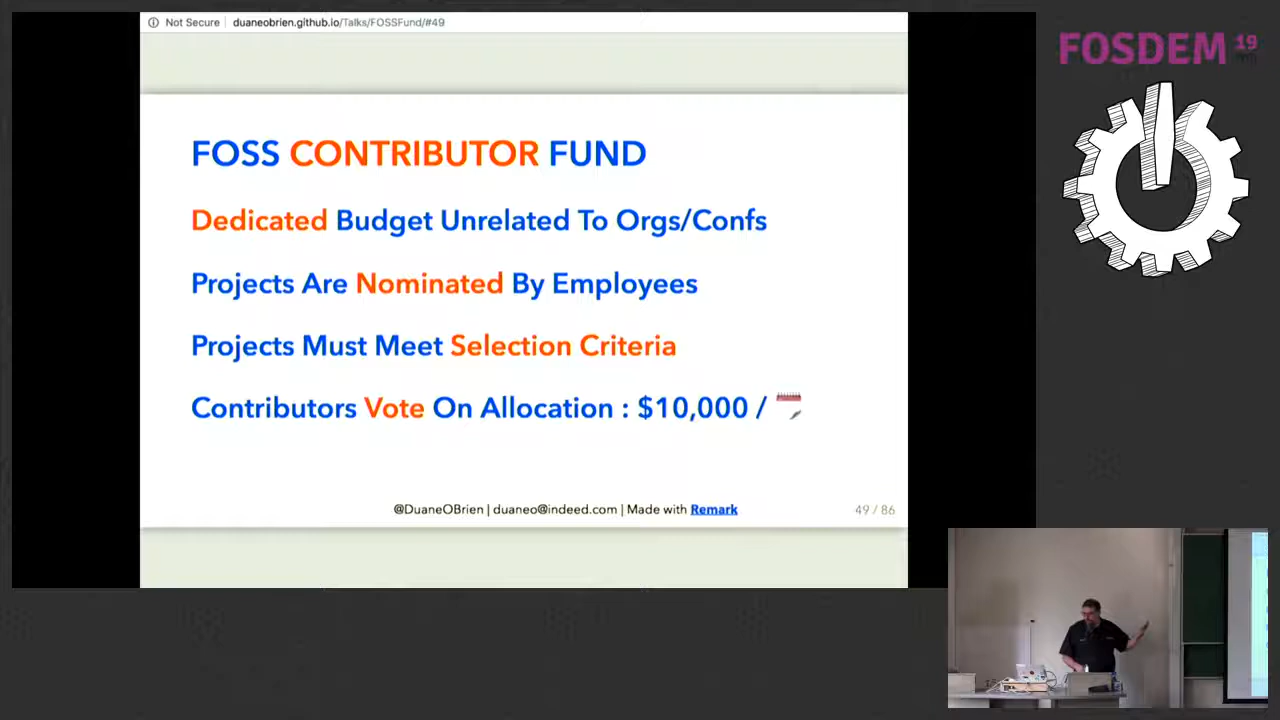 Not Secure duaneobrien.github.io/Talks/FOSSFund/#49
FOSDEM 19
FOSS CONTRIBUTOR FUND
Dedicated Budget Unrelated To Orgs/Confs
Projects Are Nominated By Employees
Projects Must Meet Selection Criteria
Contributors Vote On Allocation : $10,000 /
@DuaneOBrien | duaneo@indeed.com | Made with Remark
49 / 86